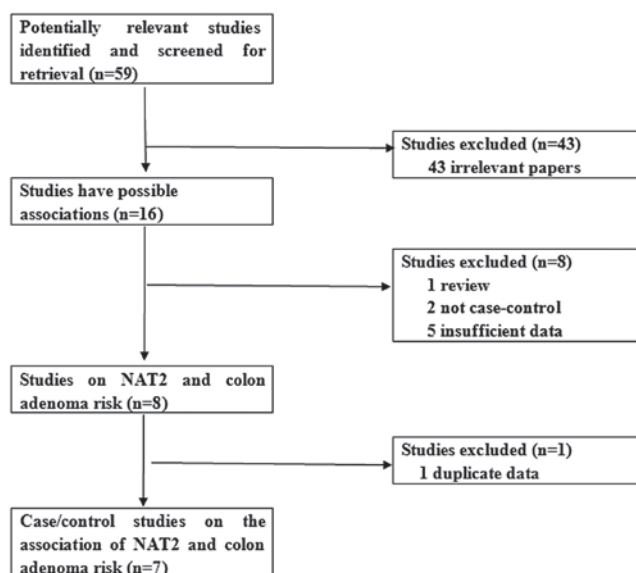 Potentially relevant studies
identified and screened for
retrieval (n=59)
Studies excluded (n=43)
43 irrelevant papers
Studies have possible
associations (n=16)
Studies excluded (n=8)
1 review
2 not case-control
5 insufficient data
Studies on NAT2 and colon
adenoma risk (n=8)
Studies excluded (n=1)
1 duplicate data
Case/control studies on the
association of NAT2 and colon
adenoma risk (n=7)